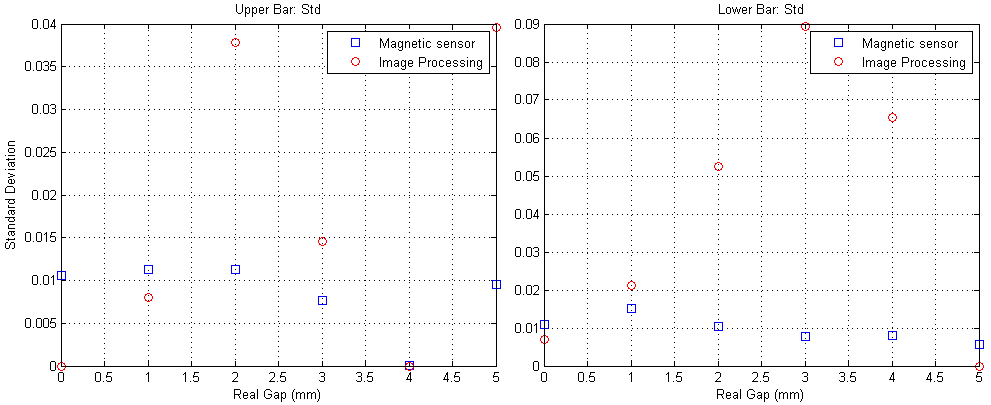 Upper Bar: Std
0.04
0.035
0.03
0.025
0.02
0.015
0.01
0.005
0
Standard Deviation
Magnetic sensor
Image Processing
0 0.5 1 1.5 2 2.5 3 3.5 4 4.5 5
Real Gap (mm)
Lower Bar: Std
0.09
0.08
0.07
0.06
0.05
0.04
0.03
0.02
0.01
0
Magnetic sensor
Image Processing
0 0.5 1 1.5 2 2.5 3 3.5 4 4.5 5
Real Gap (mm)